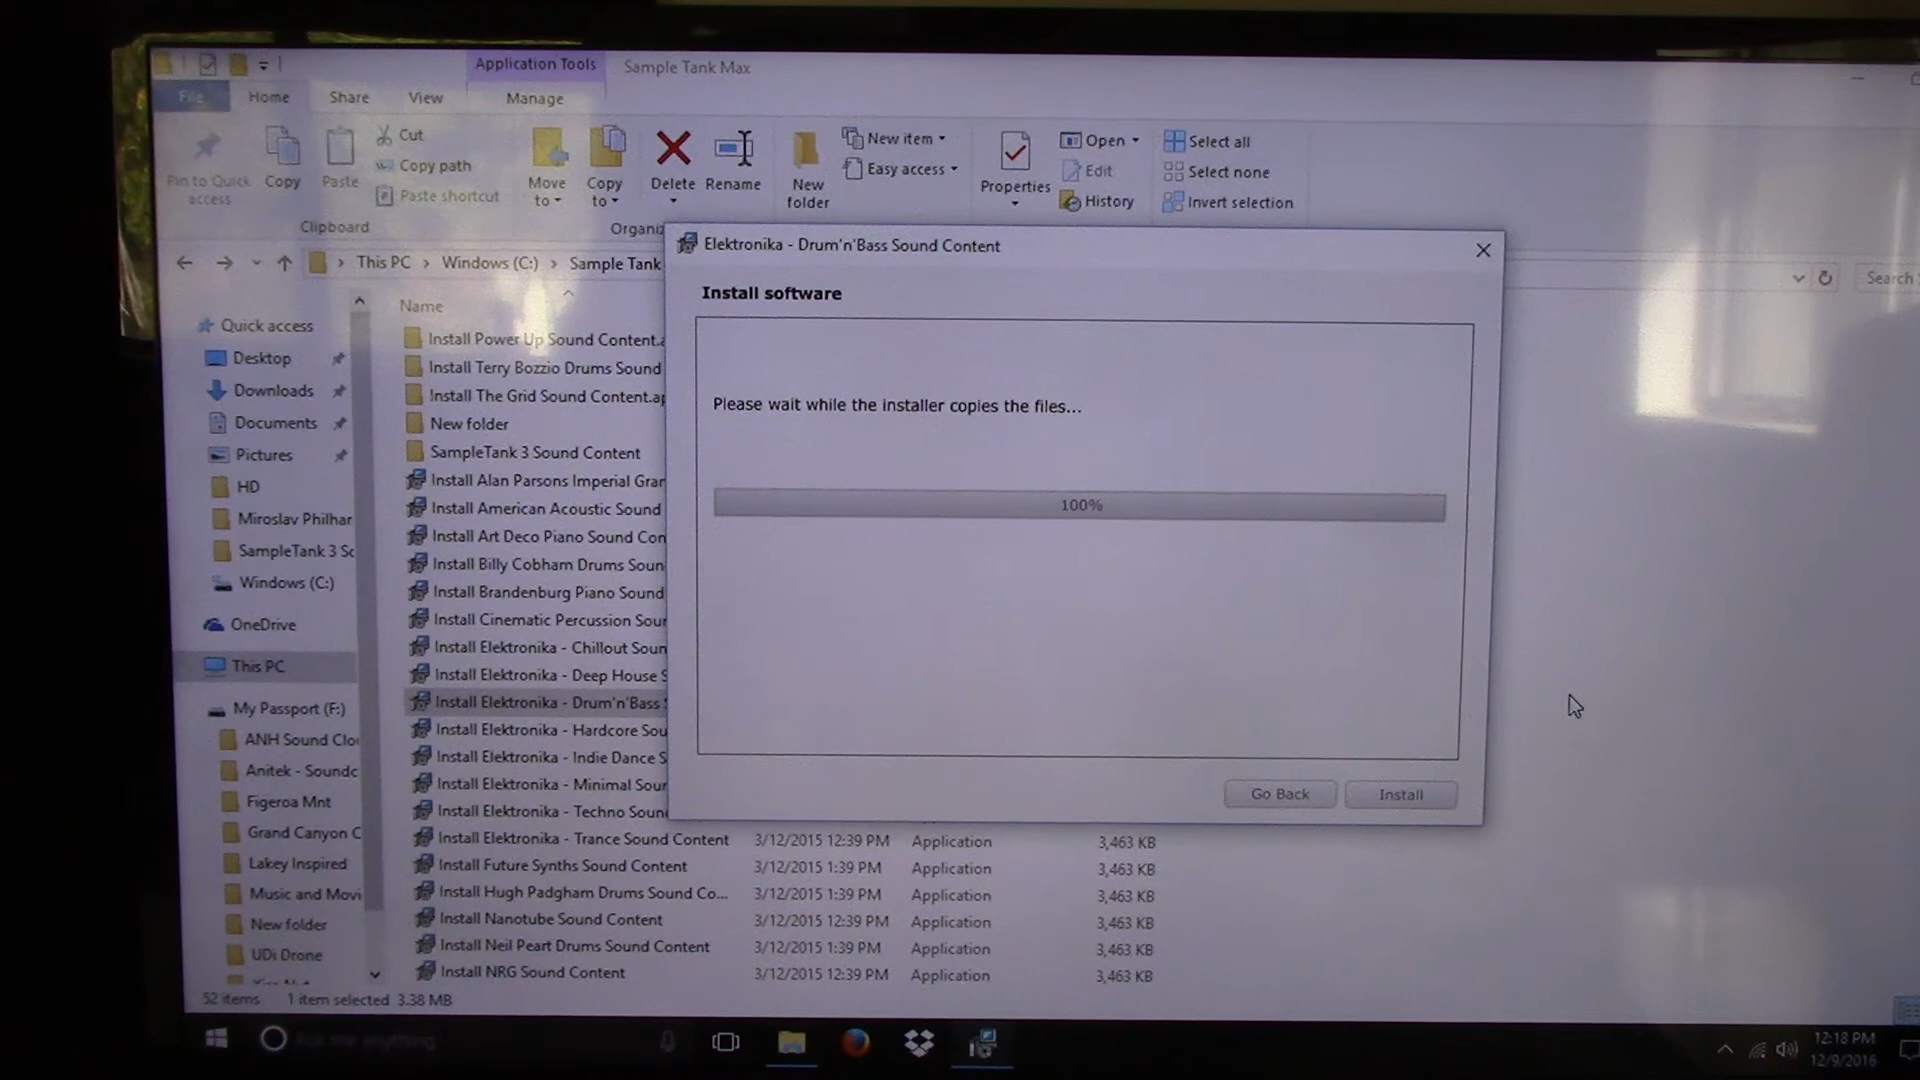 Application Tools
Sample Tank Max
File
Home
Share
View
Manage
Pin to Quick access
Copy
Paste
Cut
Copy path
Paste shortcut
Clipboard
Move to
Copy to
Delete
Rename
Organiz
New folder
New item
Easy access
Properties
Open
Edit
History
Select all
Select none
Invert selection
This PC > Windows (C:) > Sample Tank
Search
Quick access
Desktop
Downloads
Documents
Pictures
HD
Miroslav Philhar
SampleTank 3 Sc
Windows (C:)
OneDrive
This PC
My Passport (F:)
ANH Sound Clo
Anitek - Soundc
Figeroa Mnt
Grand Canyon C
Lakey Inspired
Music and Movi
New folder
UDi Drone
Name
Install Power Up Sound Content.a
Install Terry Bozzio Drums Sound
Install The Grid Sound Content.ap
New folder
SampleTank 3 Sound Content
Install Alan Parsons Imperial Gran
Install American Acoustic Sound
Install Art Deco Piano Sound Con
Install Billy Cobham Drums Soun
Install Brandenburg Piano Sound
Install Cinematic Percussion Sour
Install Elektronika - Chillout Soun
Install Elektronika - Deep House S
Install Elektronika - Drum'n'Bass
Install Elektronika - Hardcore Sou
Install Elektronika - Indie Dance S
Install Elektronika - Minimal Sour
Install Elektronika - Techno Soun
Install Elektronika - Trance Sound Content 3/12/2015 12:39 PM Application 3,463 KB
Install Future Synths Sound Content 3/12/2015 1:39 PM Application 3,463 KB
Install Hugh Padgham Drums Sound Co... 3/12/2015 1:39 PM Application 3,463 KB
Install Nanotube Sound Content 3/12/2015 12:39 PM Application 3,463 KB
Install Neil Peart Drums Sound Content 3/12/2015 1:39 PM Application 3,463 KB
Install NRG Sound Content 3/12/2015 12:39 PM Application 3,463 KB
52 items 1 item selected 3.38 MB
Elektronika - Drum'n'Bass Sound Content
Install software
Please wait while the installer copies the files...
100%
Go Back
Install
Ask me anything
12:18 PM
12/9/2016